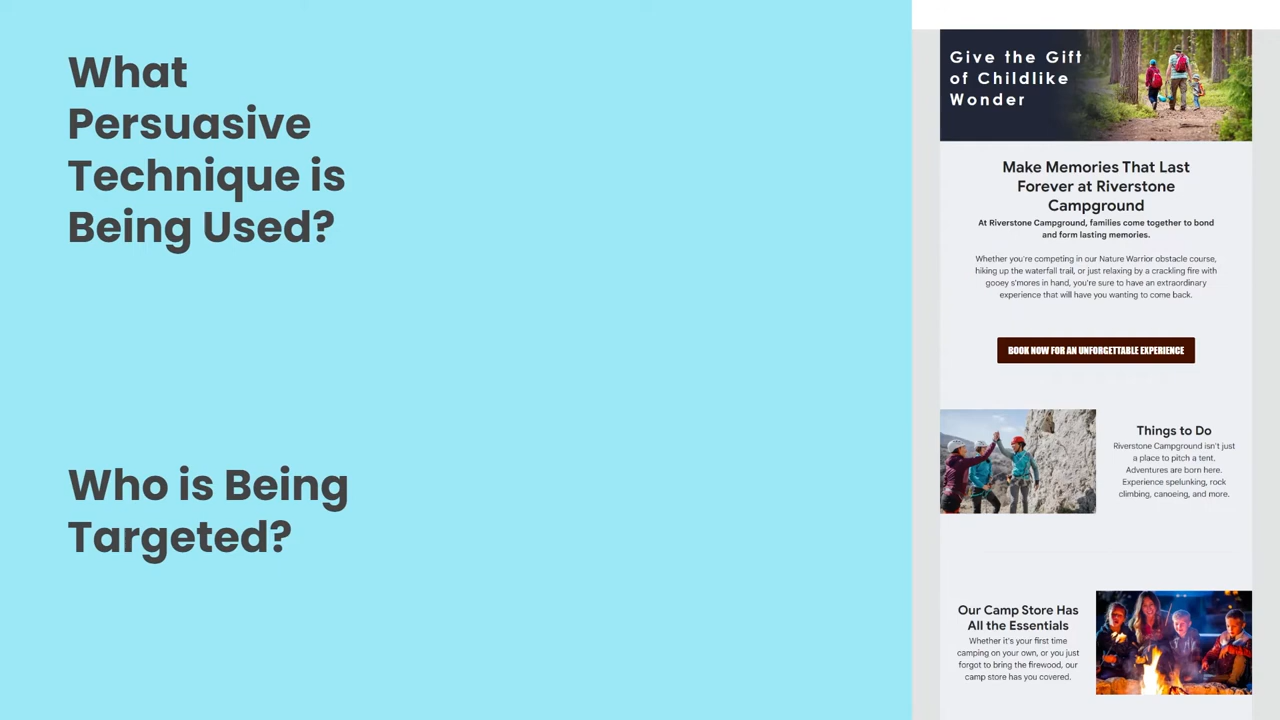 What
Persuasive
Technique is
Being Used?
Who is Being
Targeted?
Give the Gift
of Childlike
Wonder
Make Memories That Last
Forever at Riverstone
Campground
At Riverstone Campground, families come together to bond
and form lasting memories.
Whether you're competing in our Nature Warrior obstacle course,
hiking up the waterfall trail, or just relaxing by a crackling fire with
gooey s'mores in hand, you're sure to have an extraordinary
experience that will have you wanting to come back.
BOOK NOW FOR AN UNFORGETTABLE EXPERIENCE
Things to Do
Riverstone Campground isn't just
a place to pitch a tent.
Adventures are born here.
Experience spelunking, rock
climbing, canoeing, and more.
Our Camp Store Has
All the Essentials
Whether it's your first time
camping on your own, or you just
forgot to bring the firewood, our
camp store has you covered.